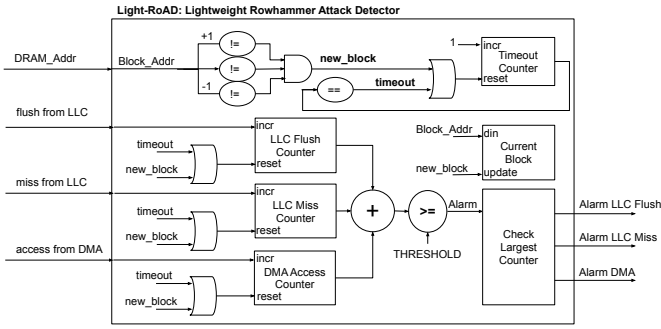 Light-RoAD: Lightweight Rowhammer Attack Detector
DRAM_Addr
Block_Addr
+1
!=
!=
-1
!=
new_block
timeout
==
1
incr
Timeout
Counter
reset
flush from LLC
timeout
new_block
incr
LLC Flush
Counter
reset
miss from LLC
timeout
new_block
incr
LLC Miss
Counter
reset
access from DMA
timeout
new_block
incr
DMA Access
Counter
reset
+
>=
THRESHOLD
Alarm
Block_Addr
din
Current
Block
new_block
update
Check
Largest
Counter
Alarm LLC Flush
Alarm LLC Miss
Alarm DMA